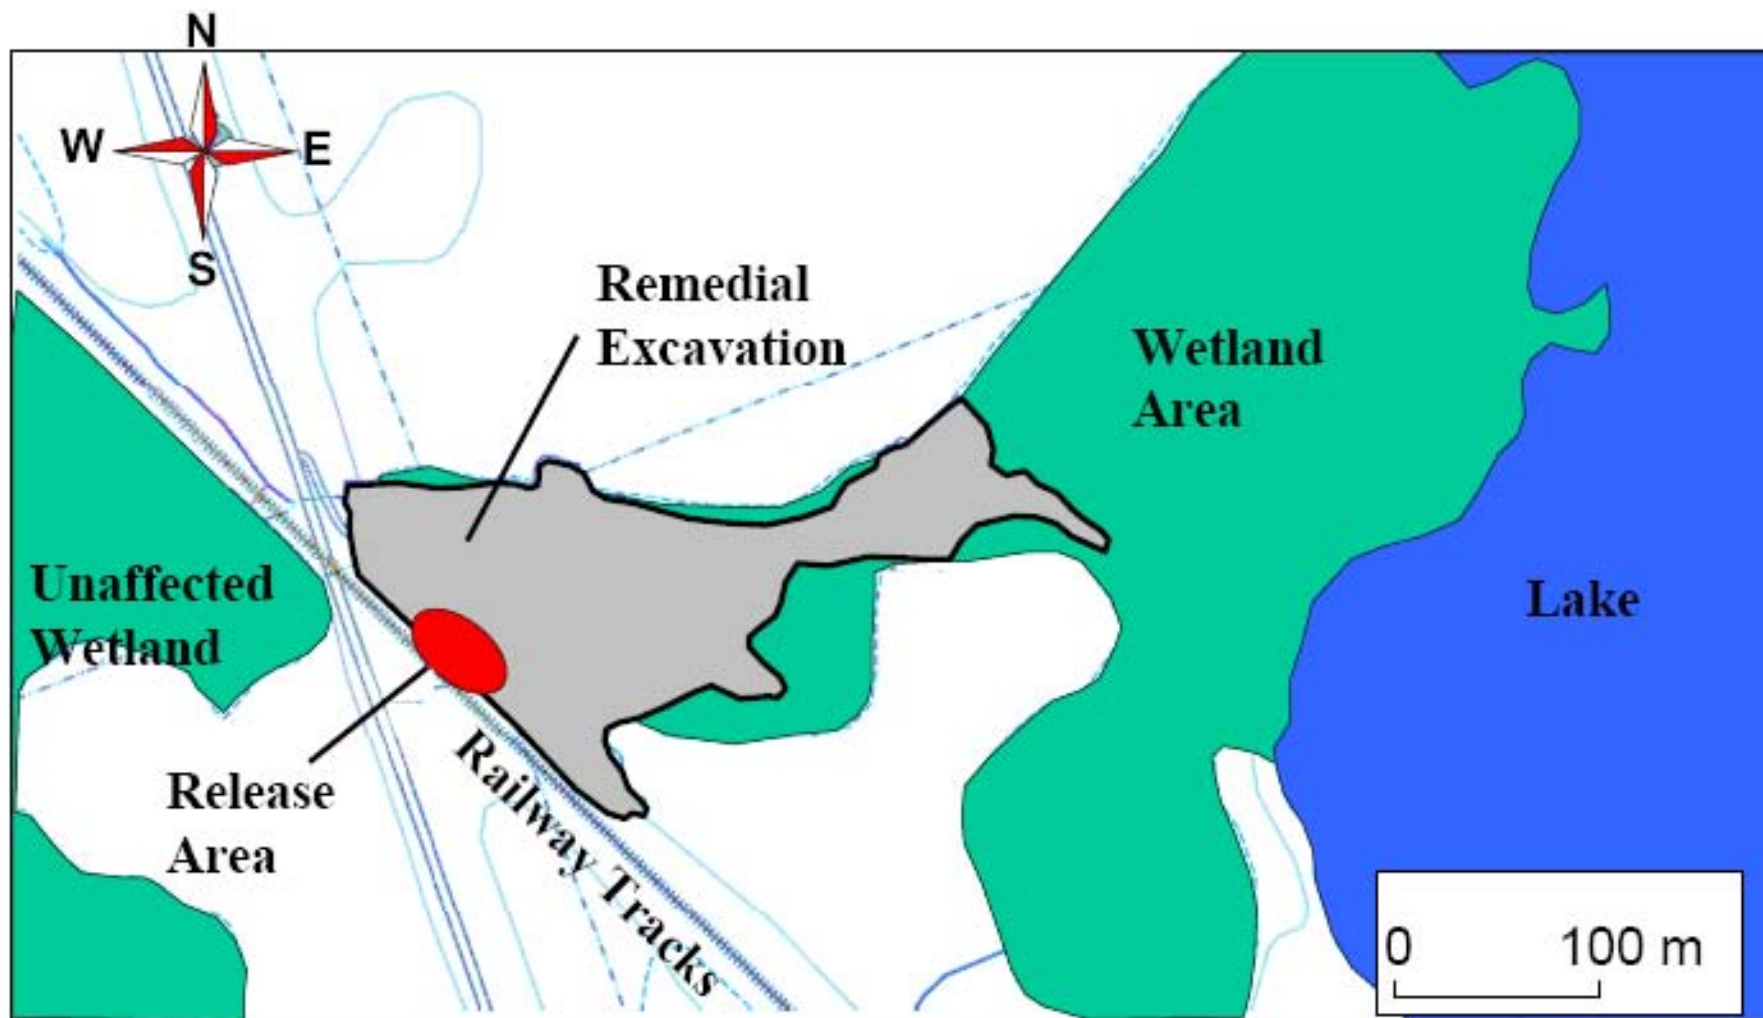 N
W
E
S
Remedial
Excavation
Wetland
Area
Unaffected
Wetland
Lake
Release
Area
Railway Tracks
0 100 m